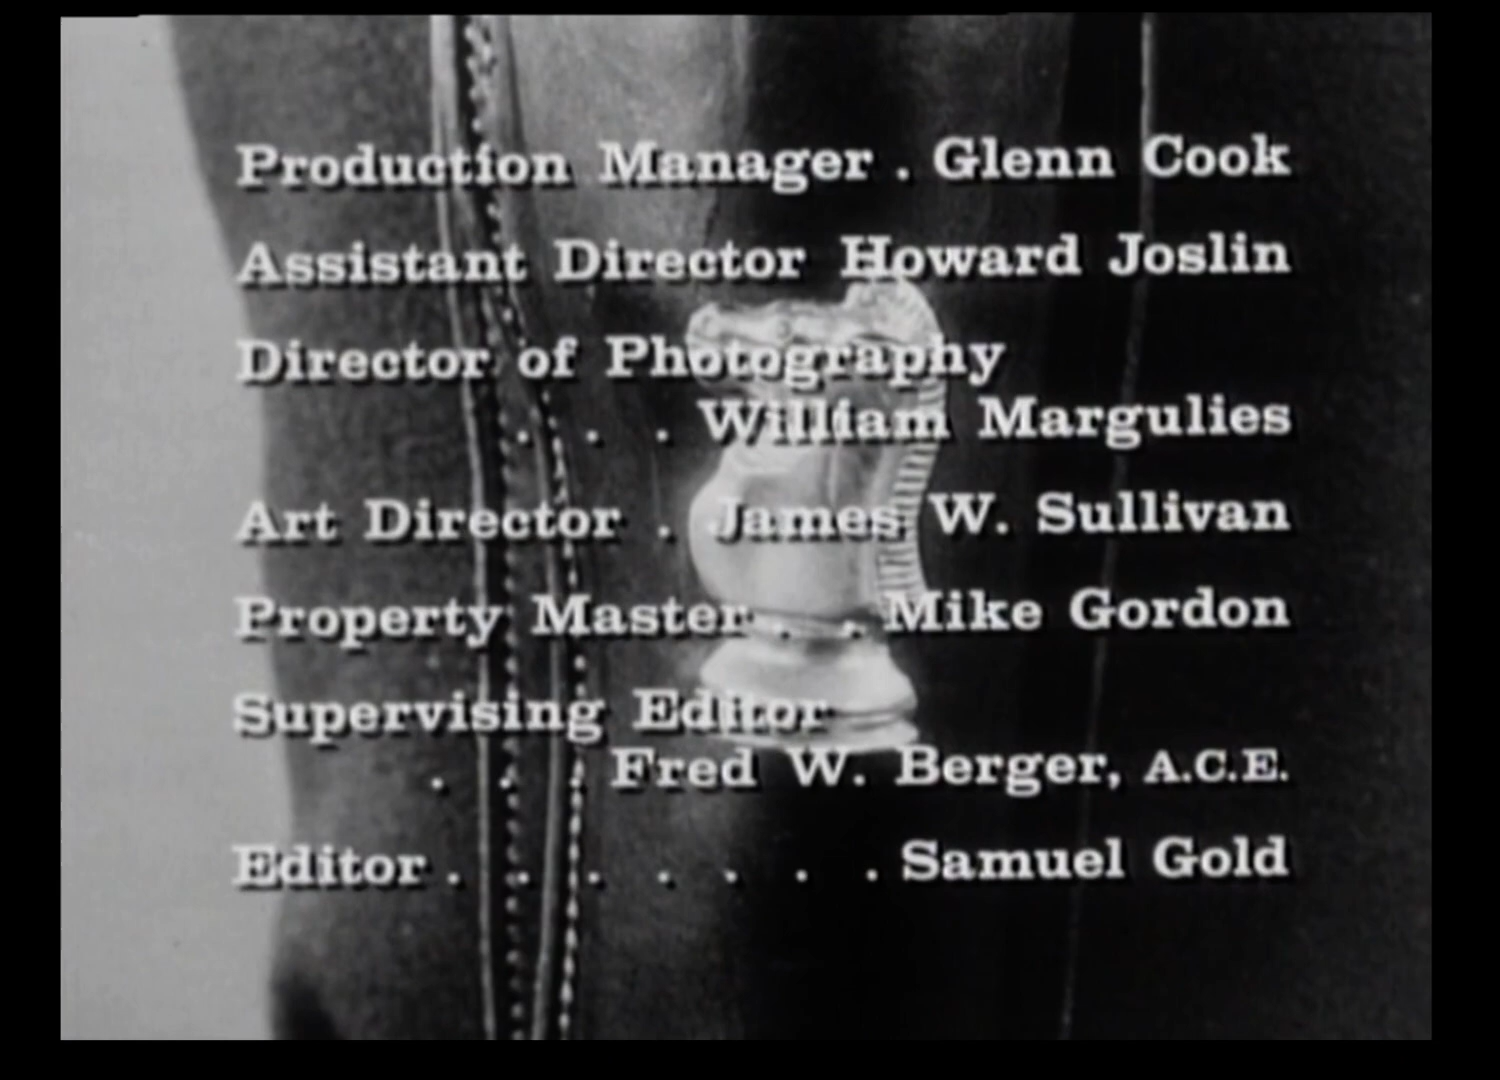 Production Manager . Glenn Cook
Assistant Director Howard Joslin
Director of Photography
. . . William Margulies
Art Director . James W. Sullivan
Property Master . . Mike Gordon
Supervising Editor
. . . Fred W. Berger, A.C.E.
Editor . . . . . . . Samuel Gold